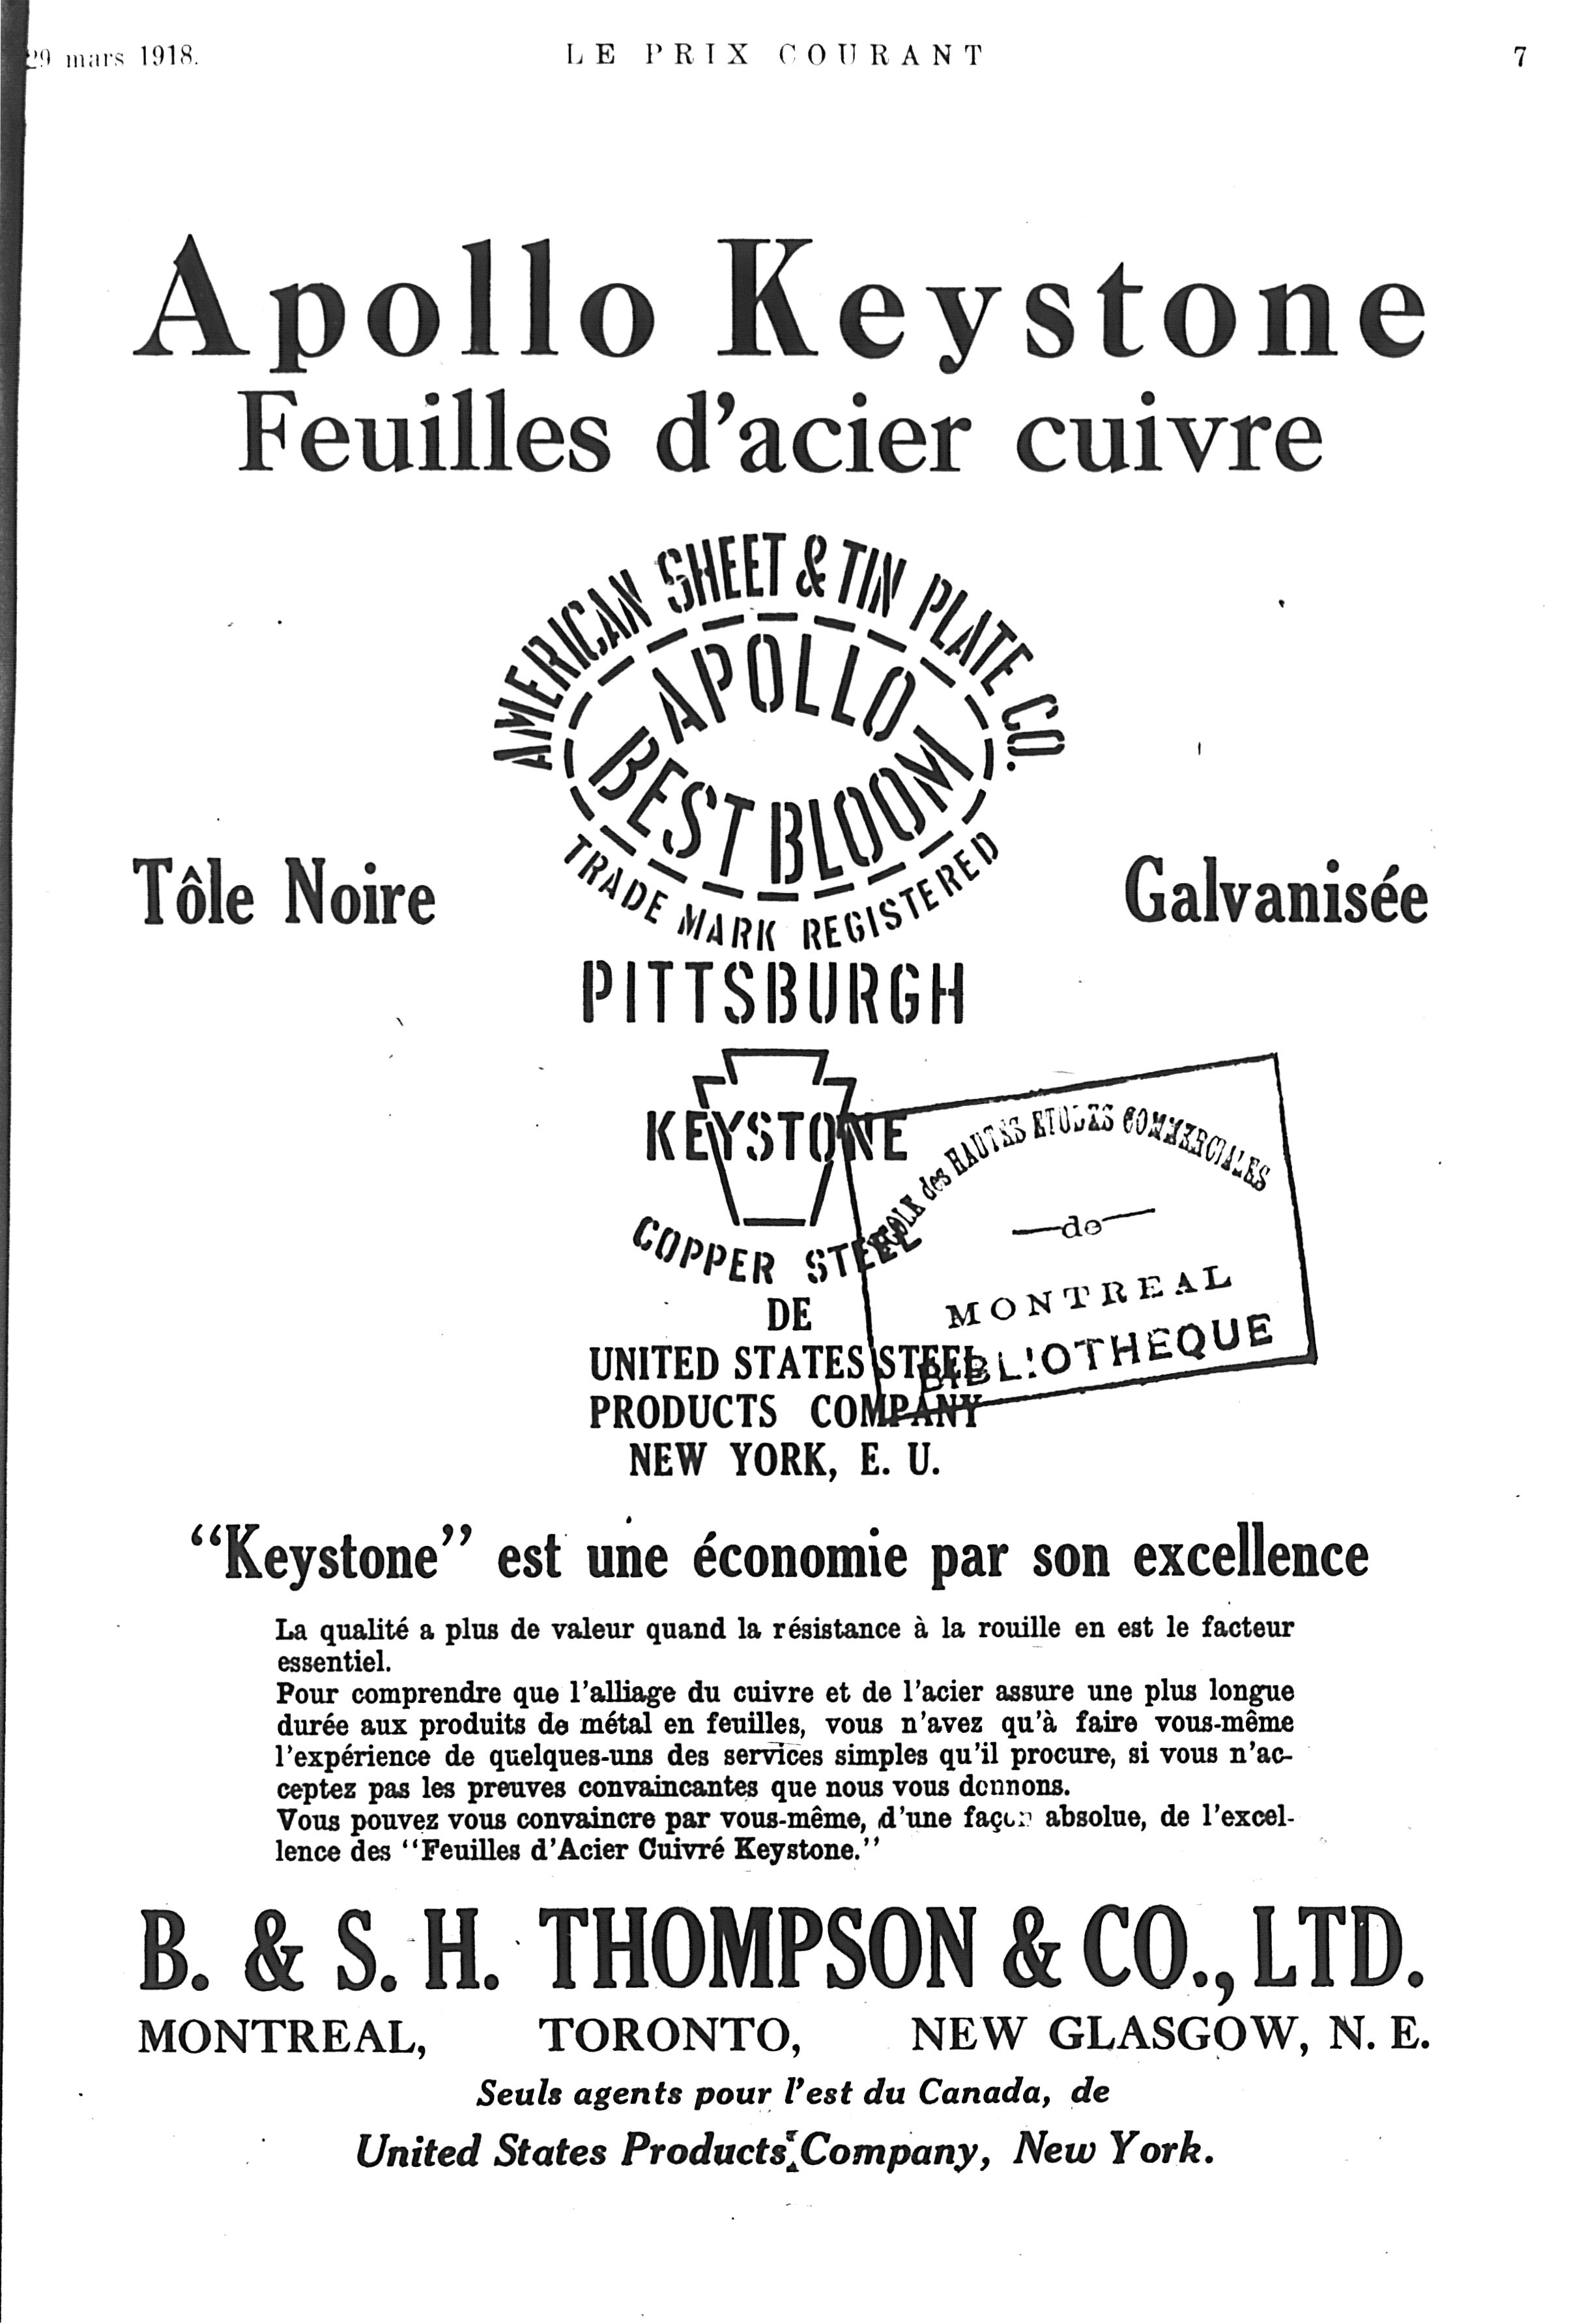 29 mars 1918.
LE PRIX COURANT
7
Apollo Keystone
Feuilles d'acier cuivre
AMERICAN SHEET & TIN PLATE CO.
APOLLO
BEST BLOOM
TRADE MARK REGISTERED
Tôle Noire
Galvanisée
PITTSBURGH
KEYSTONE
COPPER STEEL
ECOLE des HAUTES ETUDES COMMERCIALES
—de—
MONTREAL
BIBLIOTHEQUE
DE
UNITED STATES STEEL
PRODUCTS COMPANY
NEW YORK, E. U.
"Keystone" est une économie par son excellence
La qualité a plus de valeur quand la résistance à la rouille en est le facteur
essentiel.
Pour comprendre que l'alliage du cuivre et de l'acier assure une plus longue
durée aux produits de métal en feuilles, vous n'avez qu'à faire vous-même
l'expérience de quelques-uns des services simples qu'il procure, si vous n'ac-
ceptez pas les preuves convaincantes que nous vous donnons.
Vous pouvez vous convaincre par vous-même, d'une façon absolue, de l'excel-
lence des "Feuilles d'Acier Cuivré Keystone."
B. & S. H. THOMPSON & CO., LTD.
MONTREAL, TORONTO, NEW GLASGOW, N. E.
Seuls agents pour l'est du Canada, de
United States Products Company, New York.